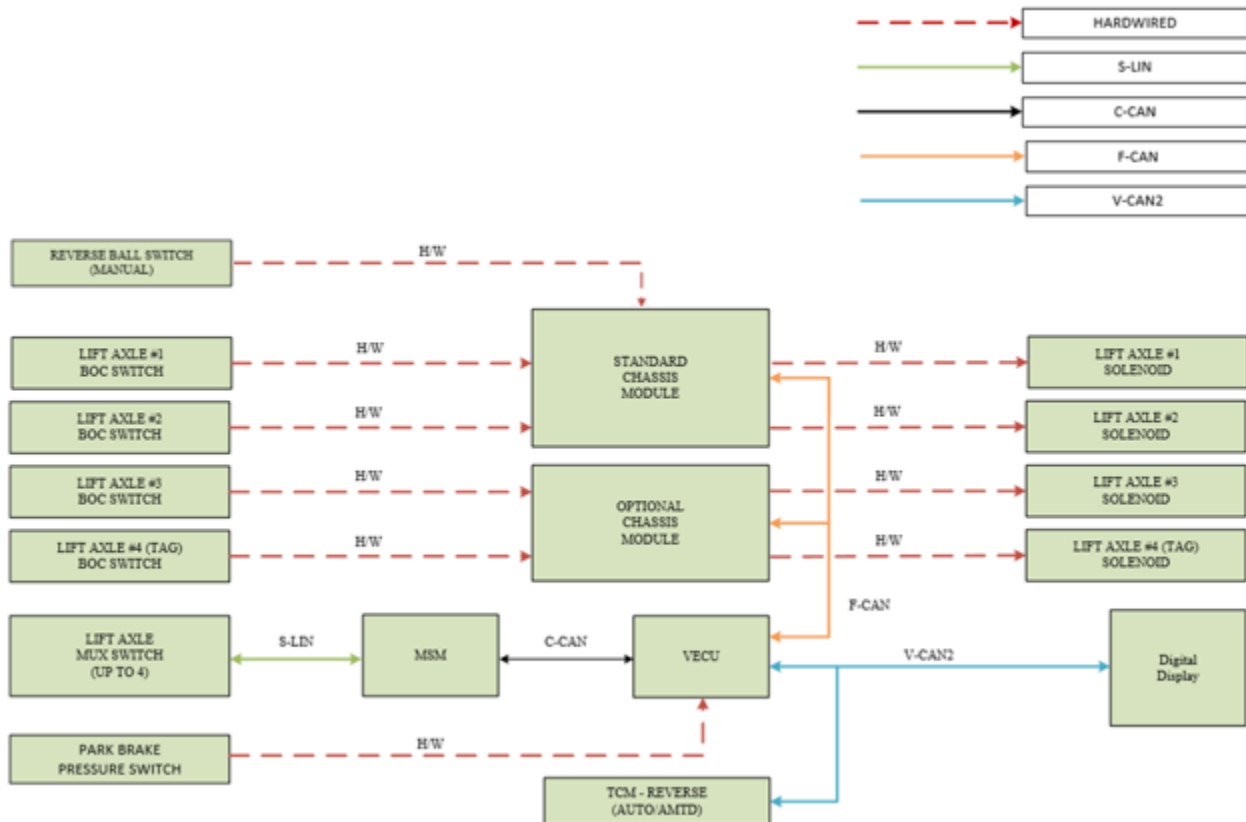 HARDWIRED
S-LIN
C-CAN
F-CAN
V-CAN2
REVERSE BALL SWITCH
(MANUAL)
H/W
LIFT AXLE #1
BOC SWITCH
H/W
STANDARD
CHASSIS
MODULE
H/W
LIFT AXLE #1
SOLENOID
LIFT AXLE #2
BOC SWITCH
H/W
H/W
LIFT AXLE #2
SOLENOID
LIFT AXLE #3
BOC SWITCH
H/W
OPTIONAL
CHASSIS
MODULE
H/W
LIFT AXLE #3
SOLENOID
LIFT AXLE #4 (TAG)
BOC SWITCH
H/W
H/W
LIFT AXLE #4 (TAG)
SOLENOID
F-CAN
LIFT AXLE
MUX SWITCH
(UP TO 4)
S-LIN
MSM
C-CAN
VECU
V-CAN2
Digital
Display
PARK BRAKE
PRESSURE SWITCH
H/W
TCM - REVERSE
(AUTO/AMTD)